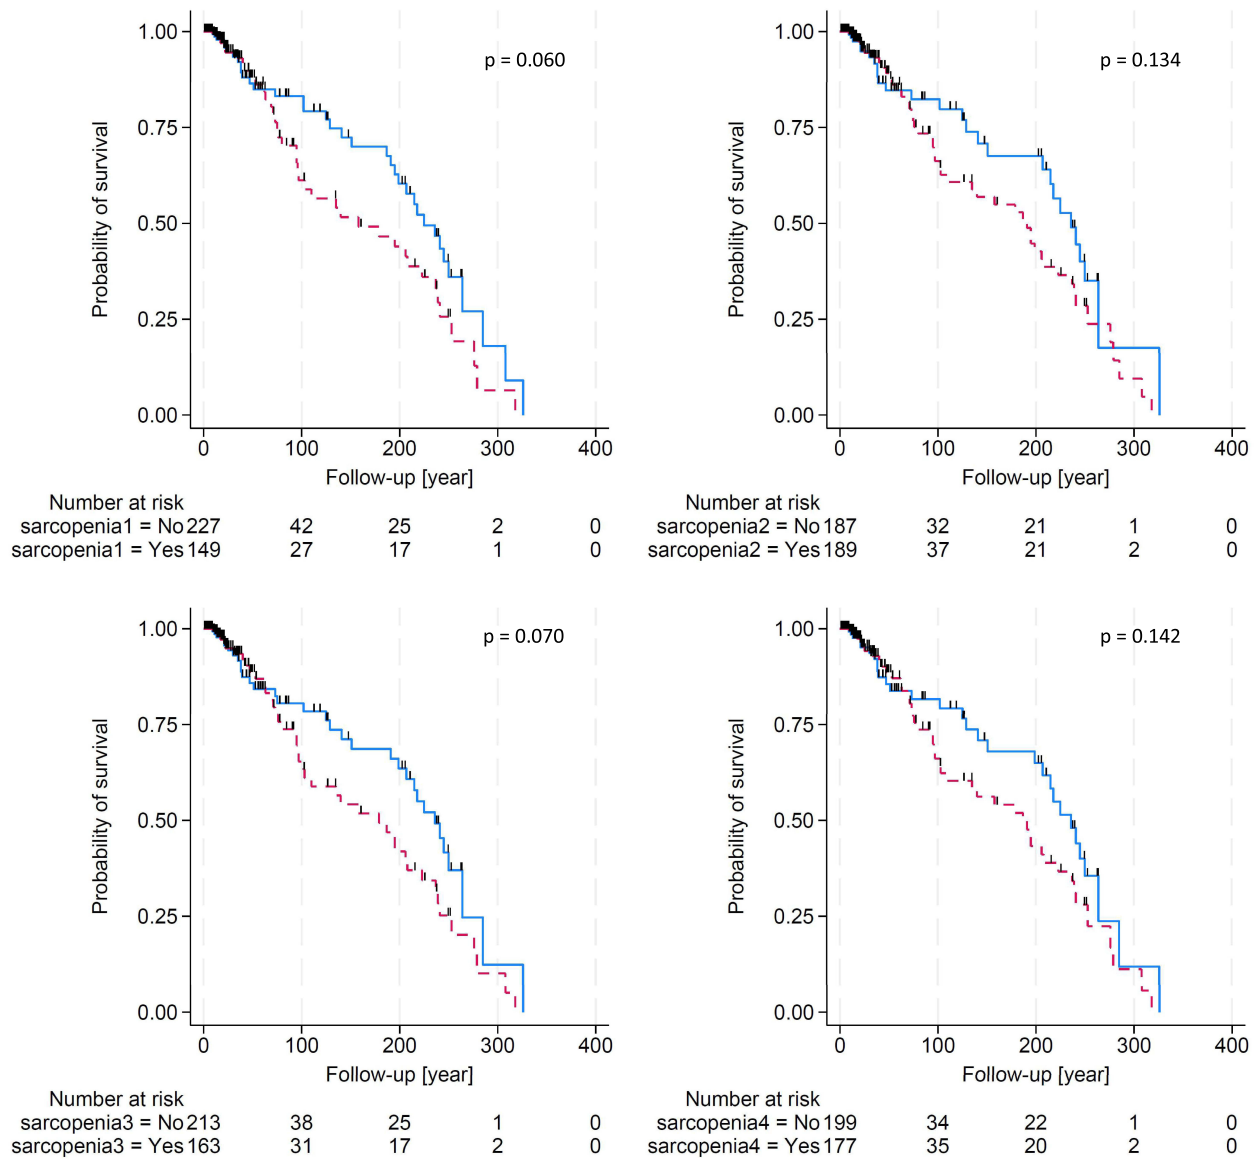 p = 0.060
Probability of survival
1.00
0.75
0.50
0.25
0.00
0 100 200 300 400
Follow-up [year]
Number at risk
sarcopenia1 = No 227 42 25 2 0
sarcopenia1 = Yes 149 27 17 1 0
p = 0.134
Probability of survival
1.00
0.75
0.50
0.25
0.00
0 100 200 300 400
Follow-up [year]
Number at risk
sarcopenia2 = No 187 32 21 1 0
sarcopenia2 = Yes 189 37 21 2 0
p = 0.070
Probability of survival
1.00
0.75
0.50
0.25
0.00
0 100 200 300 400
Follow-up [year]
Number at risk
sarcopenia3 = No 213 38 25 1 0
sarcopenia3 = Yes 163 31 17 2 0
p = 0.142
Probability of survival
1.00
0.75
0.50
0.25
0.00
0 100 200 300 400
Follow-up [year]
Number at risk
sarcopenia4 = No 199 34 22 1 0
sarcopenia4 = Yes 177 35 20 2 0